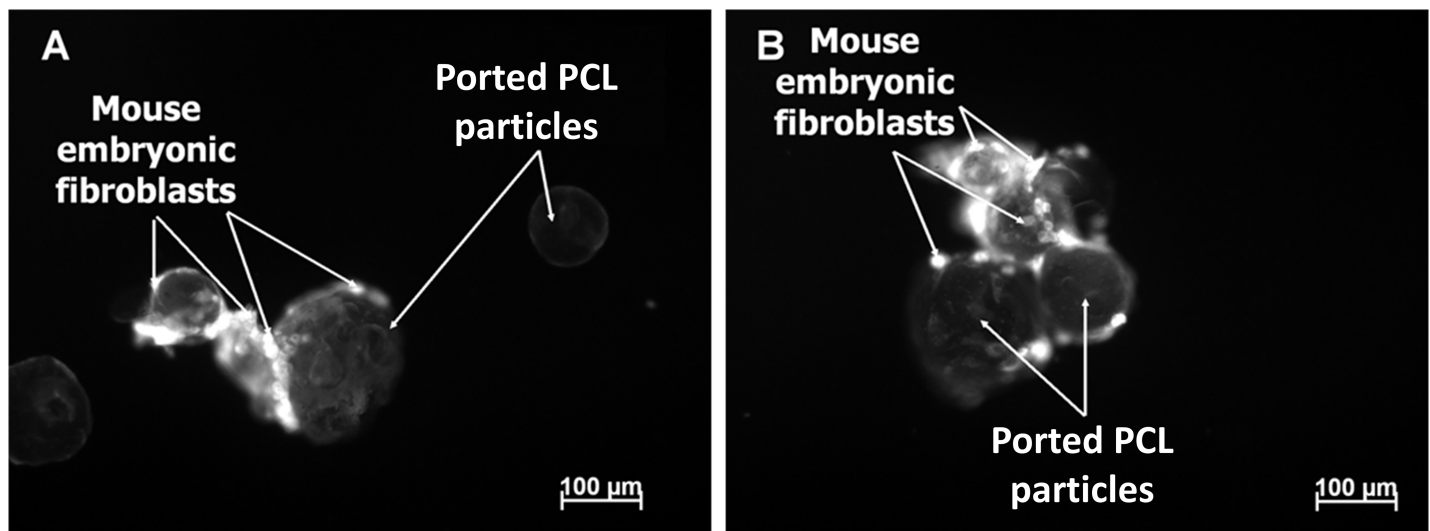 A
Mouse
embryonic
fibroblasts
Ported PCL
particles
100 µm
B
Mouse
embryonic
fibroblasts
Ported PCL
particles
100 µm